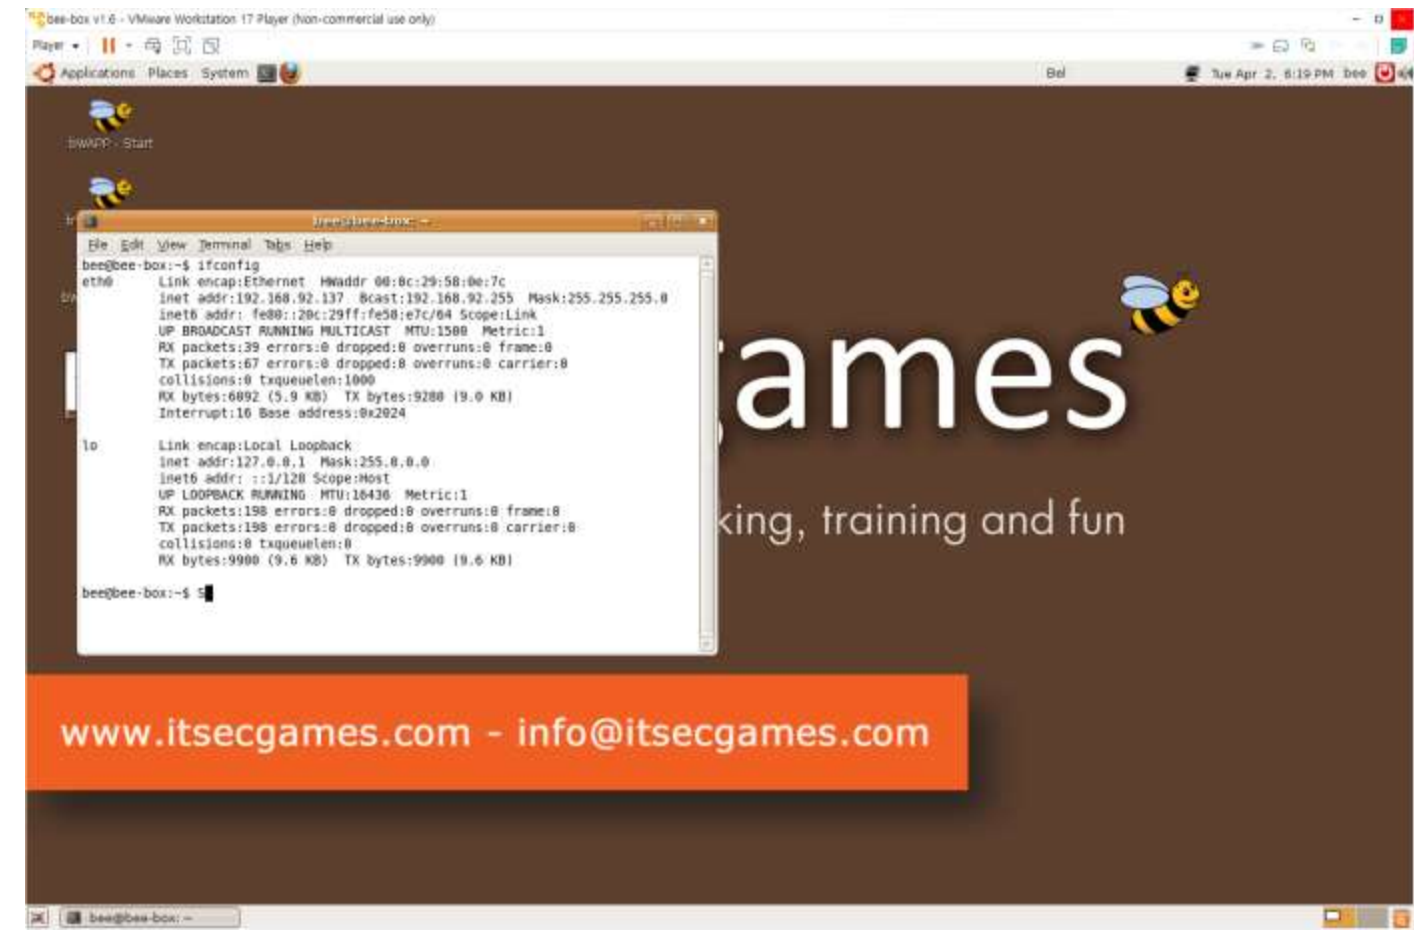 bee-box v1.6 - VMware Workstation 17 Player (Non-commercial use only)
Player
Applications Places System
Bel
Tue Apr 2, 6:19 PM bee
bWAPP - Start
bee@bee-box: ~
File Edit View Terminal Tabs Help
bee@bee-box:~$ ifconfig
eth0 Link encap:Ethernet HWaddr 00:0c:29:58:0e:7c
inet addr:192.168.92.137 Bcast:192.168.92.255 Mask:255.255.255.0
inet6 addr: fe80::20c:29ff:fe58:e7c/64 Scope:Link
UP BROADCAST RUNNING MULTICAST MTU:1500 Metric:1
RX packets:39 errors:0 dropped:0 overruns:0 frame:0
TX packets:67 errors:0 dropped:0 overruns:0 carrier:0
collisions:0 txqueuelen:1000
RX bytes:6092 (5.9 KB) TX bytes:9280 (9.0 KB)
Interrupt:16 Base address:0x2024
lo Link encap:Local Loopback
inet addr:127.0.0.1 Mask:255.0.0.0
inet6 addr: ::1/128 Scope:Host
UP LOOPBACK RUNNING MTU:16436 Metric:1
RX packets:198 errors:0 dropped:0 overruns:0 frame:0
TX packets:198 errors:0 dropped:0 overruns:0 carrier:0
collisions:0 txqueuelen:0
RX bytes:9900 (9.6 KB) TX bytes:9900 (9.6 KB)
bee@bee-box:~$ S
games
king, training and fun
www.itsecgames.com - info@itsecgames.com
bee@bee-box: ~